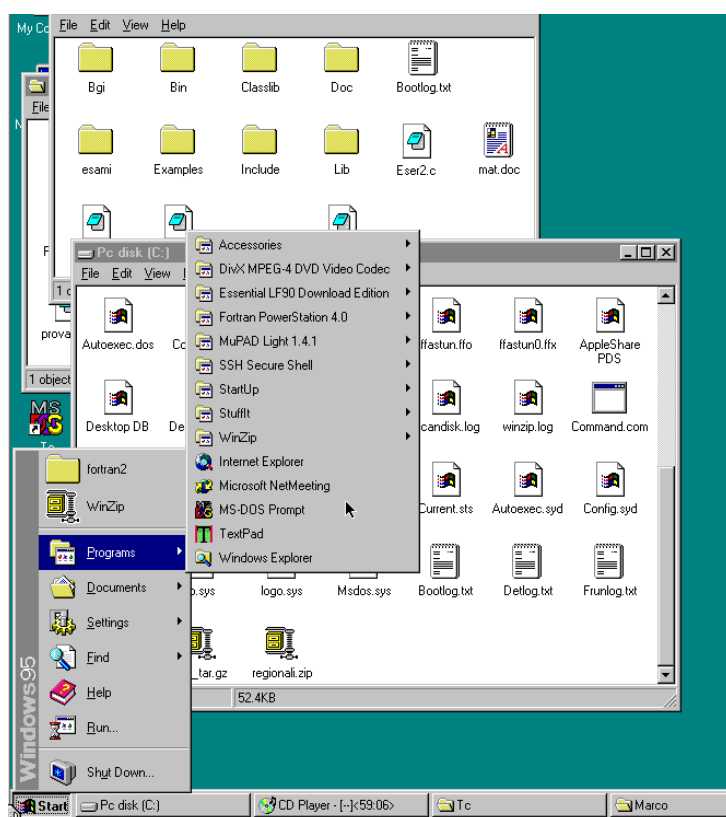 My Co
File Edit View Help
Bgi Bin Classlib Doc Bootlog.txt
File
esami Examples Include Lib Eser2.c mat.doc
Pc disk (C:)
File Edit View
prova
Autoexec.dos Co ffastun.ffo ffastun0.ffx AppleShare
PDS
1 object
Desktop DB De candisk.log winzip.log Command.com
Current.sts Autoexec.syd Config.syd
o.sys logo.sys Msdos.sys Bootlog.txt Detlog.txt Frunlog.txt
_tar.gz regionali.zip
52.4KB
Accessories
DivX MPEG-4 DVD Video Codec
Essential LF90 Download Edition
Fortran PowerStation 4.0
MuPAD Light 1.4.1
SSH Secure Shell
StartUp
StuffIt
WinZip
Internet Explorer
Microsoft NetMeeting
MS-DOS Prompt
TextPad
Windows Explorer
fortran2
WinZip
Programs
Documents
Settings
Find
Help
Run...
Shut Down...
Windows95
Start Pc disk (C:) CD Player - [--]<59:06> Tc Marco